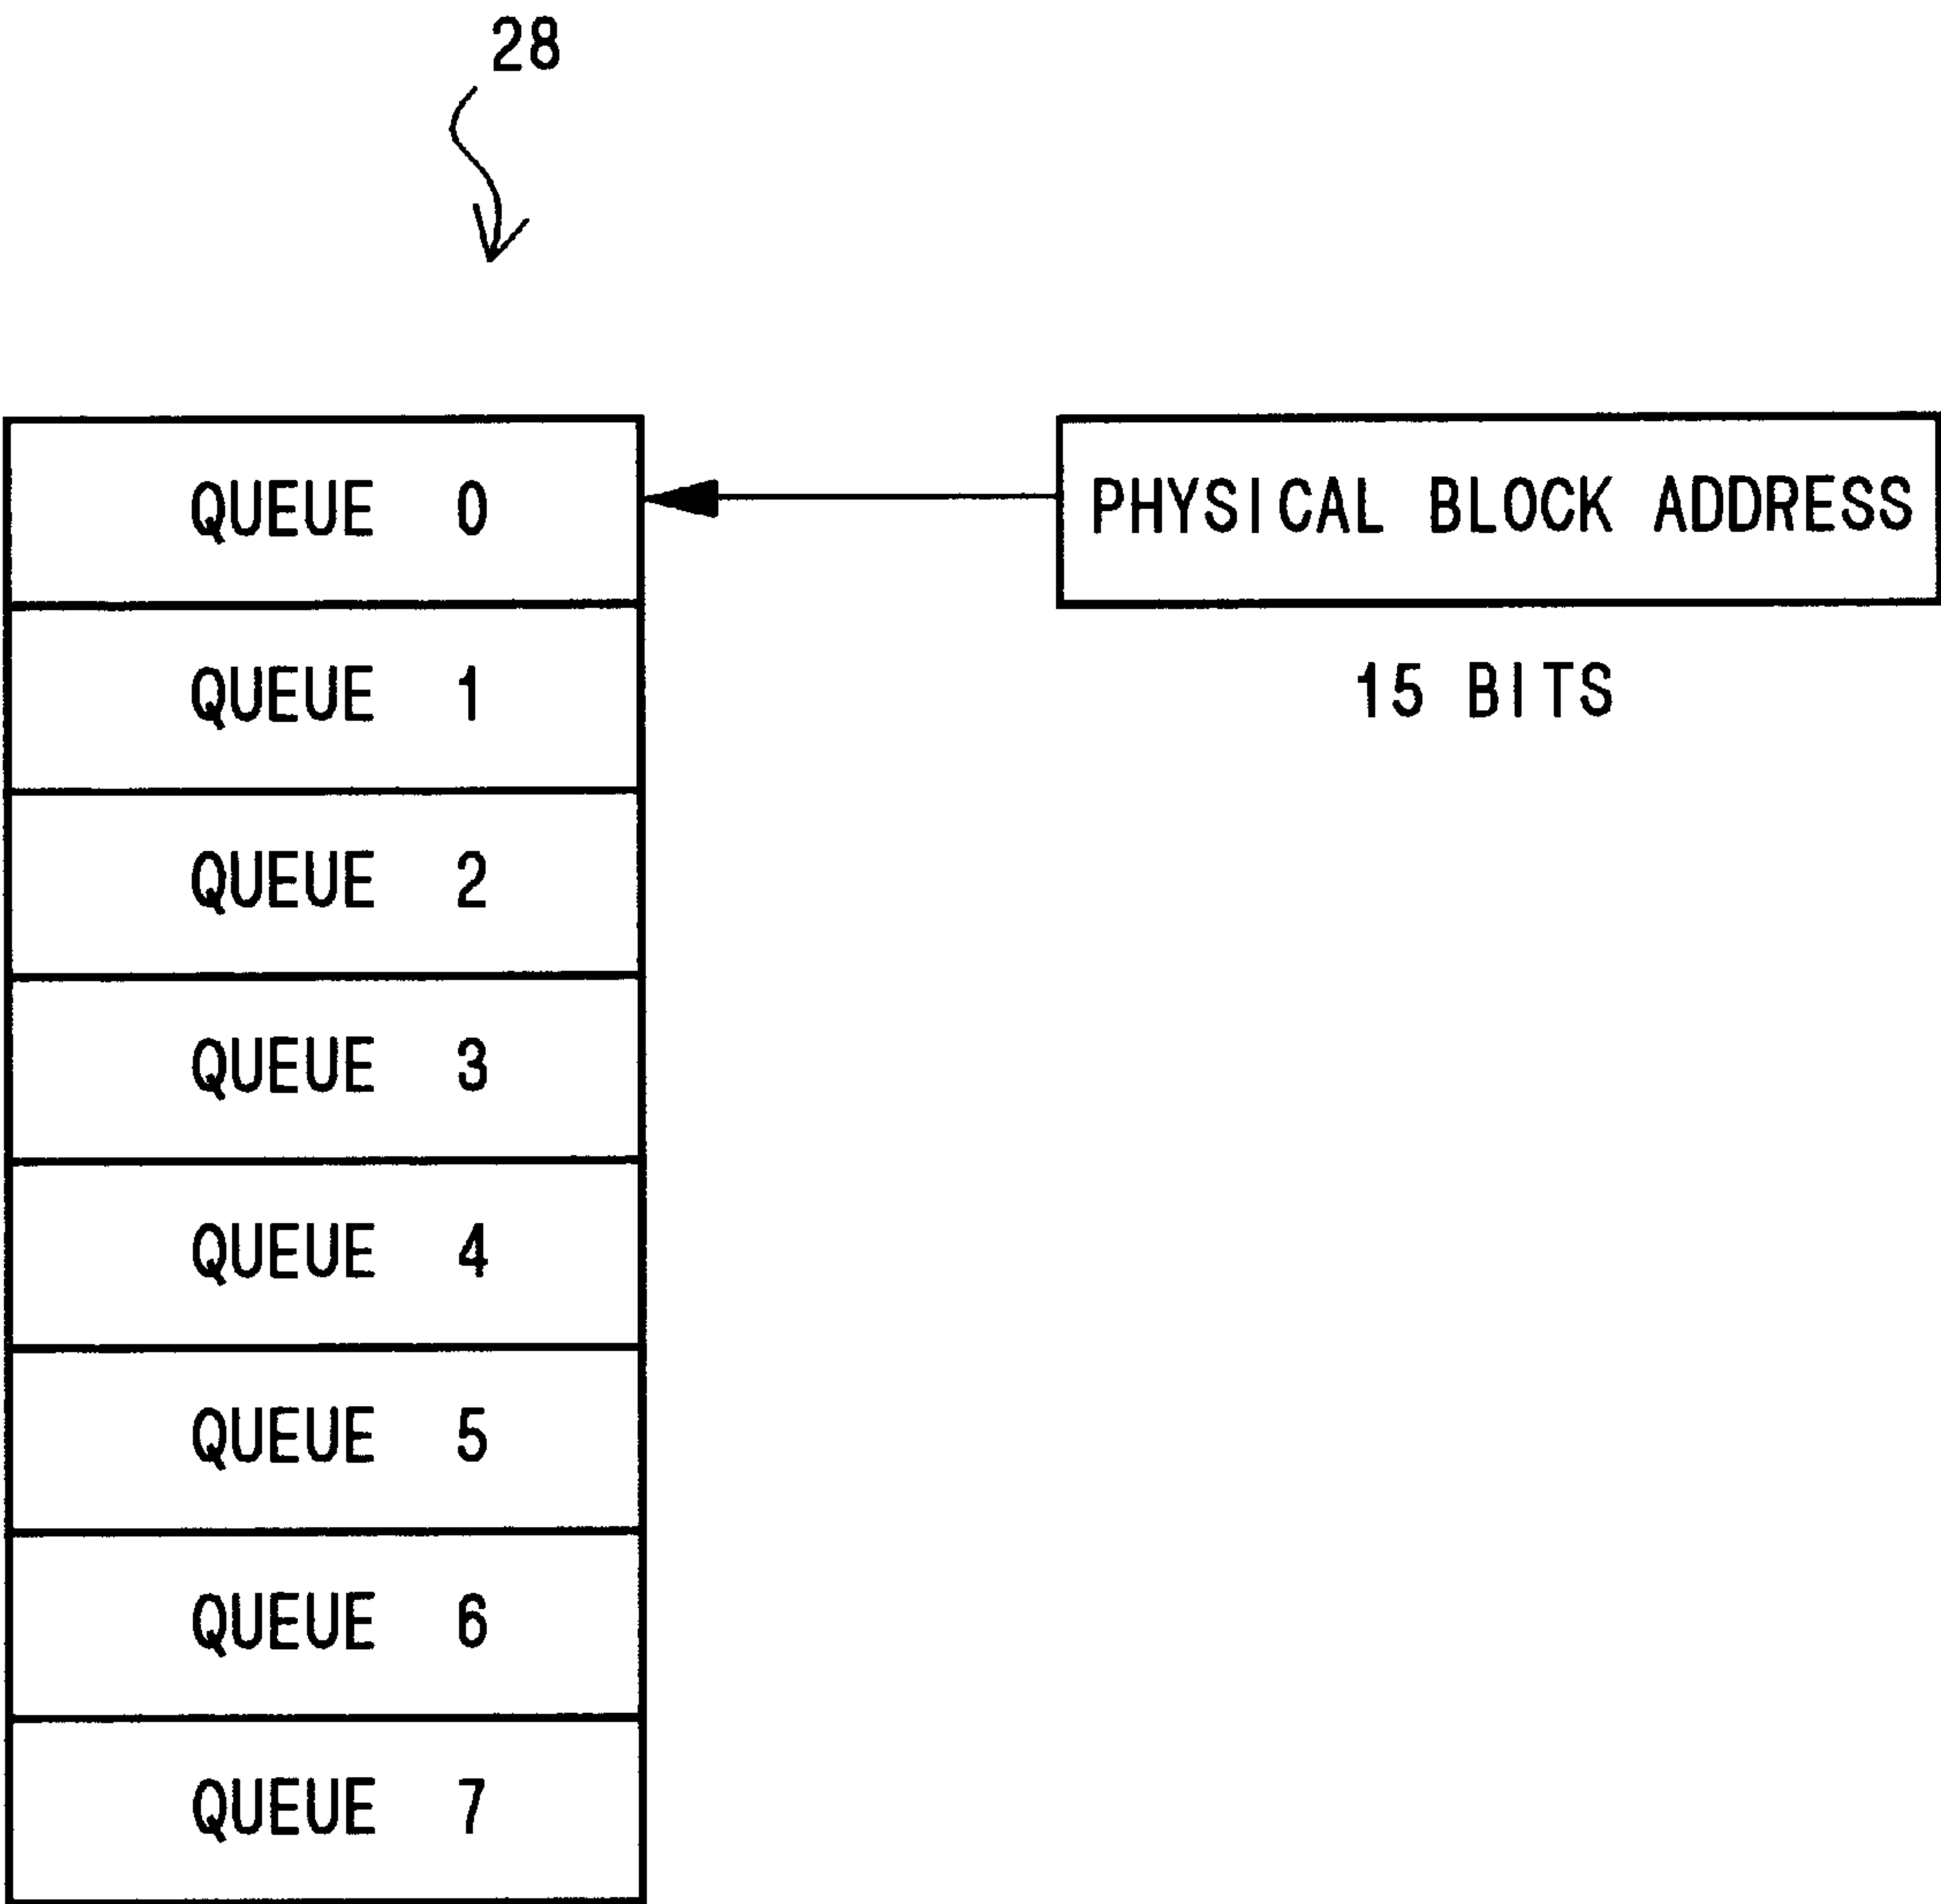 28
QUEUE 0
PHYSICAL BLOCK ADDRESS
QUEUE 1
15 BITS
QUEUE 2
QUEUE 3
QUEUE 4
QUEUE 5
QUEUE 6
QUEUE 7